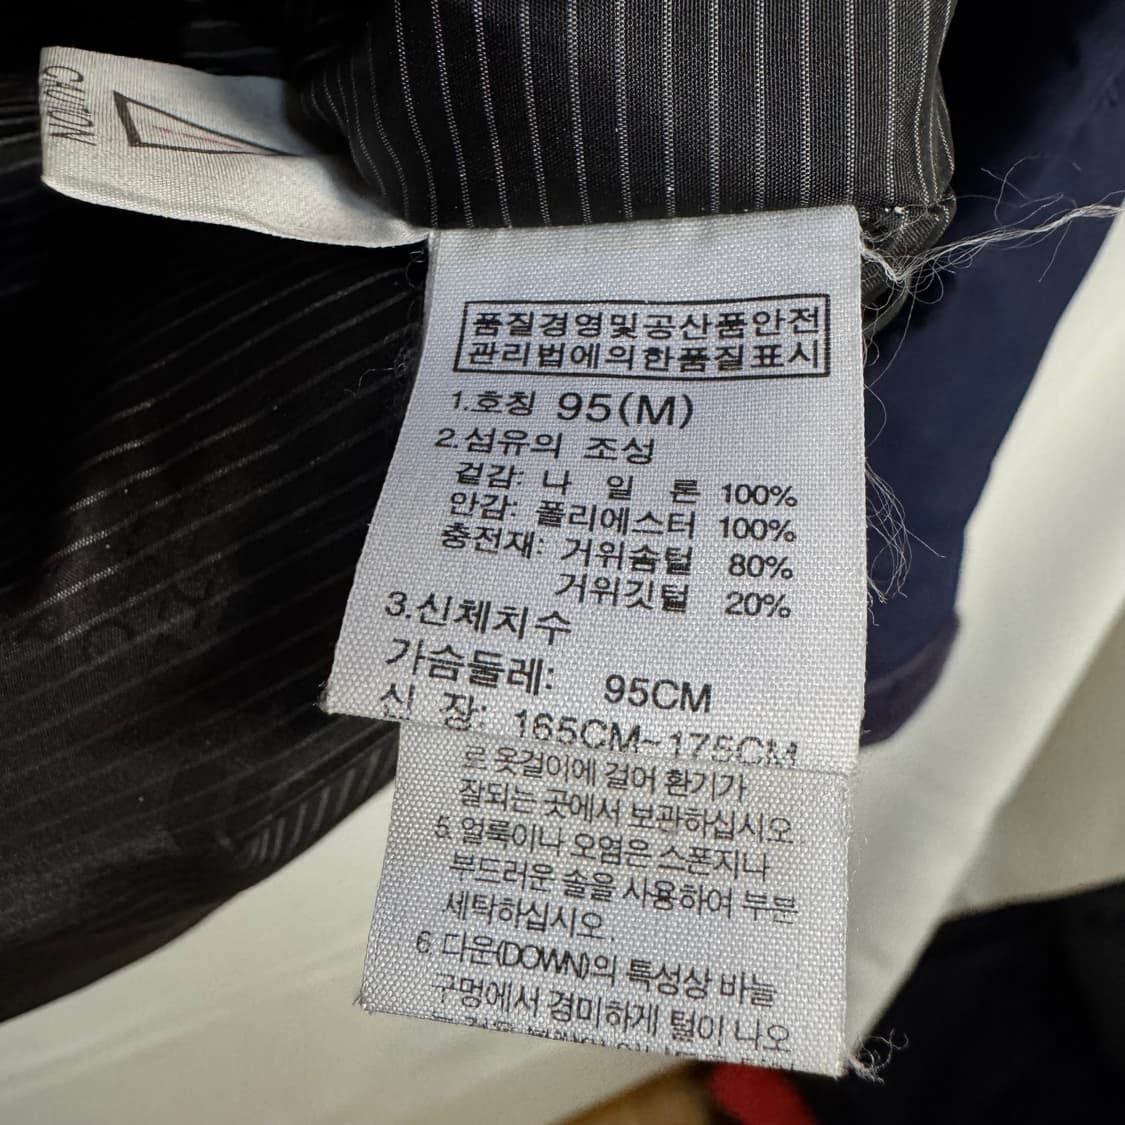 CAUTION
품질경영및공산품안전
관리법에의한품질표시
1.호칭 95(M)
2.섬유의 조성
겉감: 나 일 론 100%
안감: 폴리에스터 100%
충전재: 거위솜털 80%
거위깃털 20%
3.신체치수
가슴둘레: 95CM
신 장: 165CM~175CM
로 옷걸이에 걸어 환기가
잘되는 곳에서 보관하십시오.
5. 얼룩이나 오염은 스폰지나
부드러운 솔을 사용하여 부분
세탁하십시오.
6. 다운(DOWN)의 특성상 바늘
구멍에서 경미하게 털이 나오